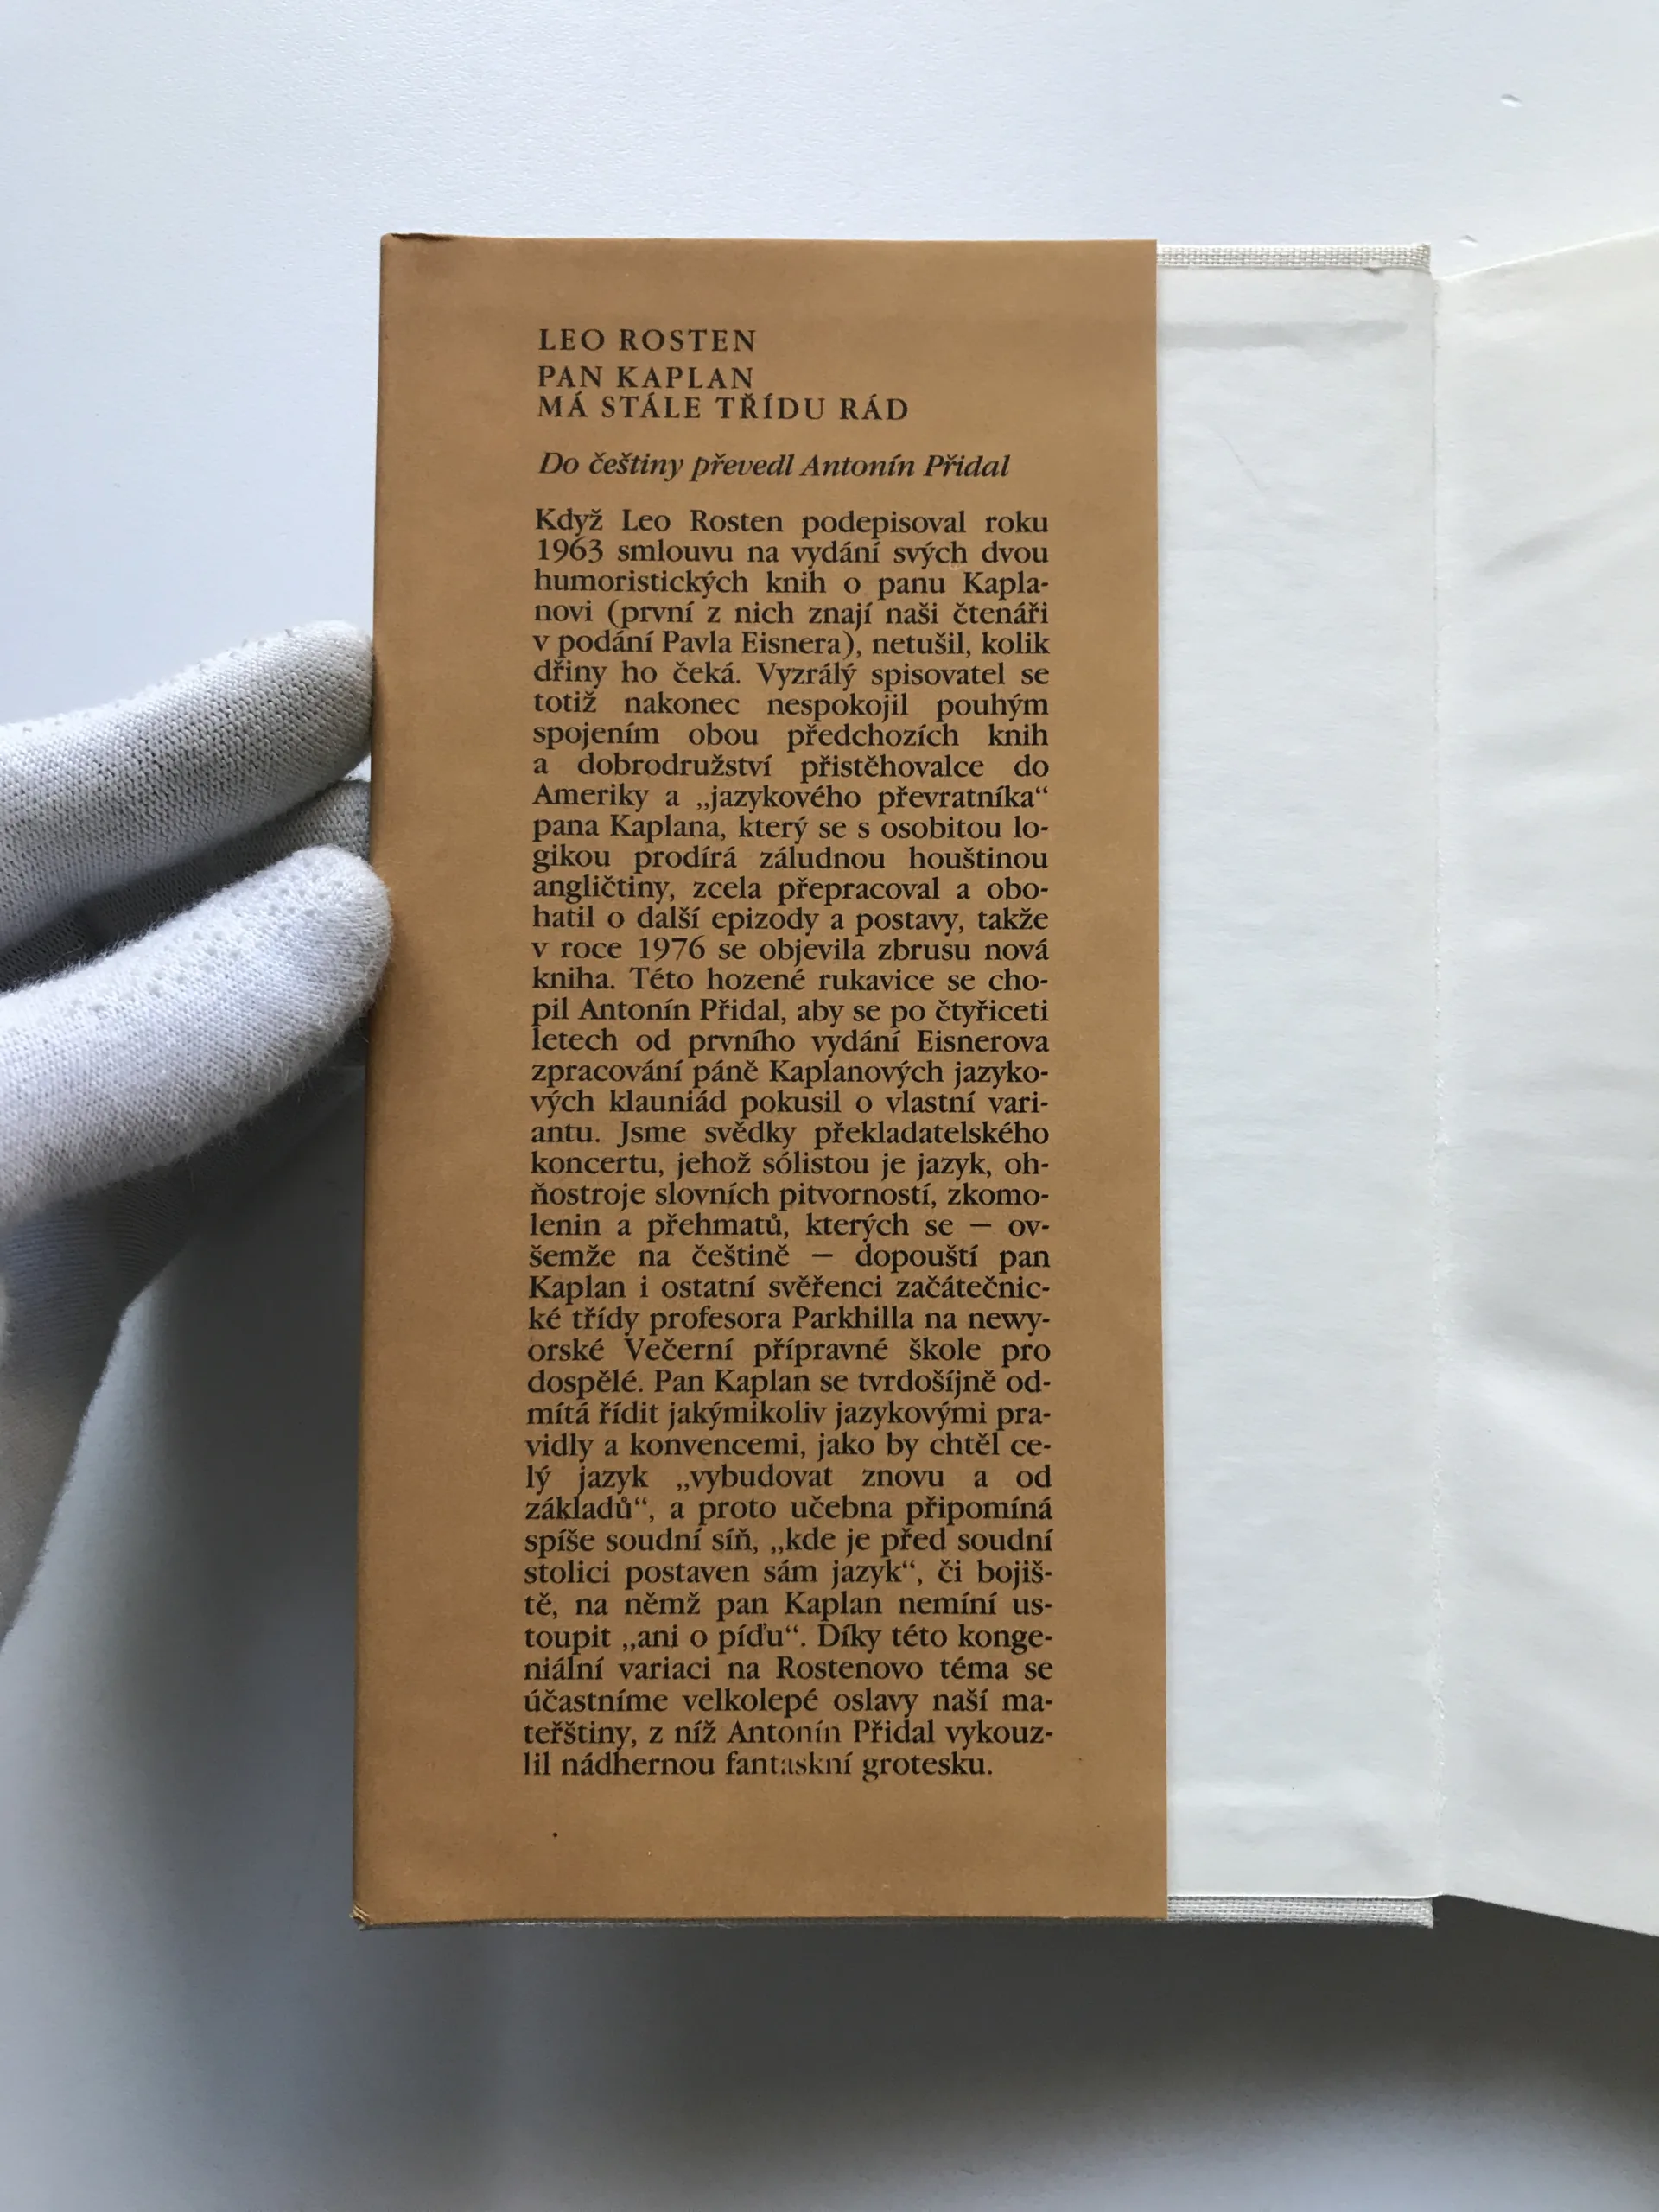 LEO ROSTEN
PAN KAPLAN
MÁ STÁLE TŘÍDU RÁD
Do češtiny převedl Antonín Přidal
Když Leo Rosten podepisoval roku
1963 smlouvu na vydání svých dvou
humoristických knih o panu Kapla-
novi (první z nich znají naši čtenáři
v podání Pavla Eisnera), netušil, kolik
dřiny ho čeká. Vyzrálý spisovatel se
totiž nakonec nespokojil pouhým
spojením obou předchozích knih
a dobrodružství přistěhovalce do
Ameriky a „jazykového převratníka“
pana Kaplana, který se s osobitou lo-
gikou prodírá záludnou houštinou
angličtiny, zcela přepracoval a obo-
hatil o další epizody a postavy, takže
v roce 1976 se objevila zbrusu nová
kniha. Této hozené rukavice se cho-
pil Antonín Přidal, aby se po čtyřiceti
letech od prvního vydání Eisnerova
zpracování páně Kaplanových jazyko-
vých klauniád pokusil o vlastní vari-
antu. Jsme svědky překladatelského
koncertu, jehož sólistou je jazyk, oh-
ňostroje slovních pitvorností, zkomo-
lenin a přehmatů, kterých se — ov-
šemže na češtině — dopouští pan
Kaplan i ostatní svěřenci začátečnic-
ké třídy profesora Parkhilla na newy-
orské Večerní přípravné škole pro
dospělé. Pan Kaplan se tvrdošíjně od-
mítá řídit jakýmikoliv jazykovými pra-
vidly a konvencemi, jako by chtěl ce-
lý jazyk „vybudovat znovu a od
základů“, a proto učebna připomíná
spíše soudní síň, „kde je před soudní
stolici postaven sám jazyk“, či bojiš-
tě, na němž pan Kaplan nemíní us-
toupit „ani o píďu“. Díky této konge-
niální variaci na Rostenovo téma se
účastníme velkolepé oslavy naší ma-
teřštiny, z níž Antonín Přidal vykouz-
lil nádhernou fantaskní grotesku.